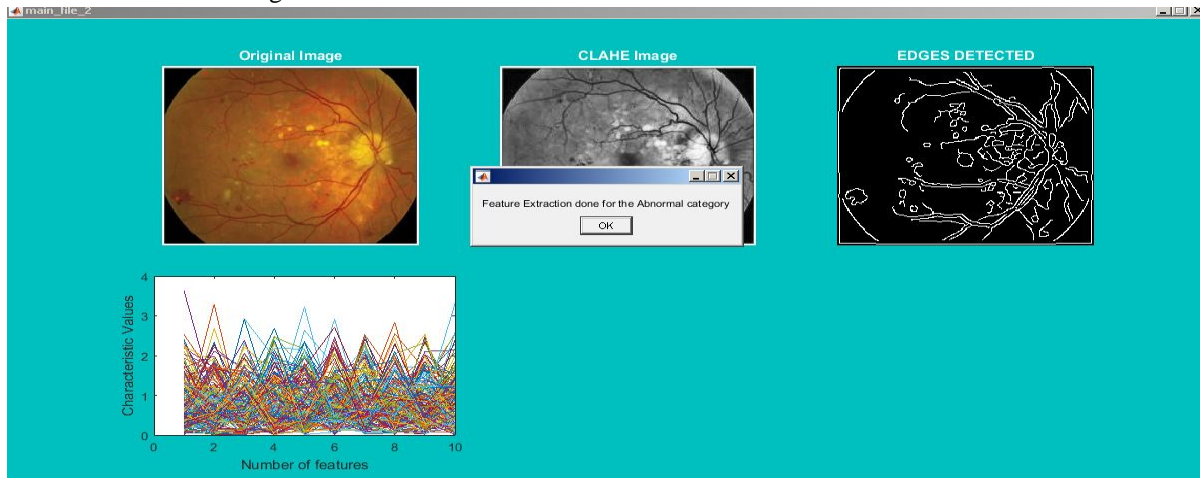 main_file_2
Original Image
CLAHE Image
EDGES DETECTED
Feature Extraction done for the Abnormal category
OK
4
3
2
1
0
Characteristic Values
0 2 4 6 8 10
Number of features